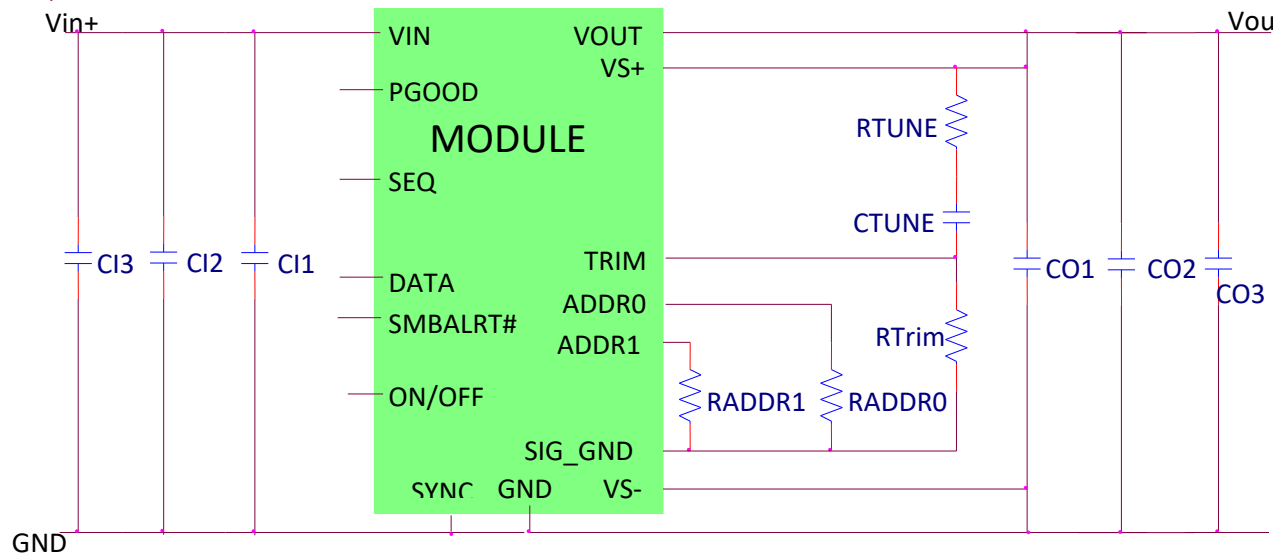 Vin+
VIN
VOUT
Vou
VS+
PGOOD
RTUNE
MODULE
SEQ
CTUNE
CI3
CI2
CI1
TRIM
CO1
CO2
CO3
DATA
ADDR0
SMBALRT#
ADDR1
RTrim
ON/OFF
RADDR1
RADDR0
SIG_GND
SYNC
GND
VS-
GND